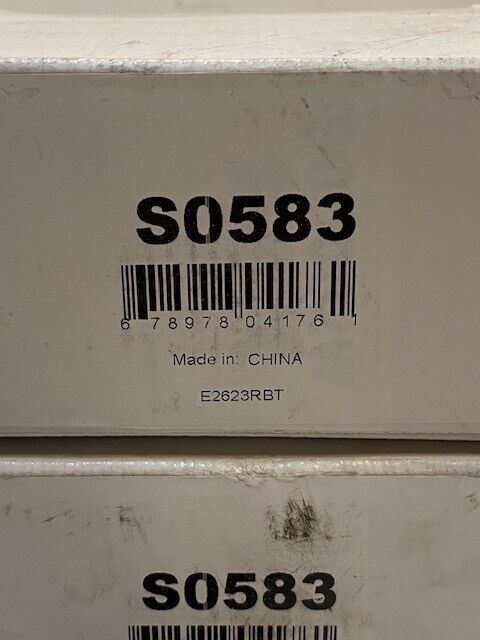 S0583
6 78978 04176 1
Made in: CHINA
E2623RBT
S0583